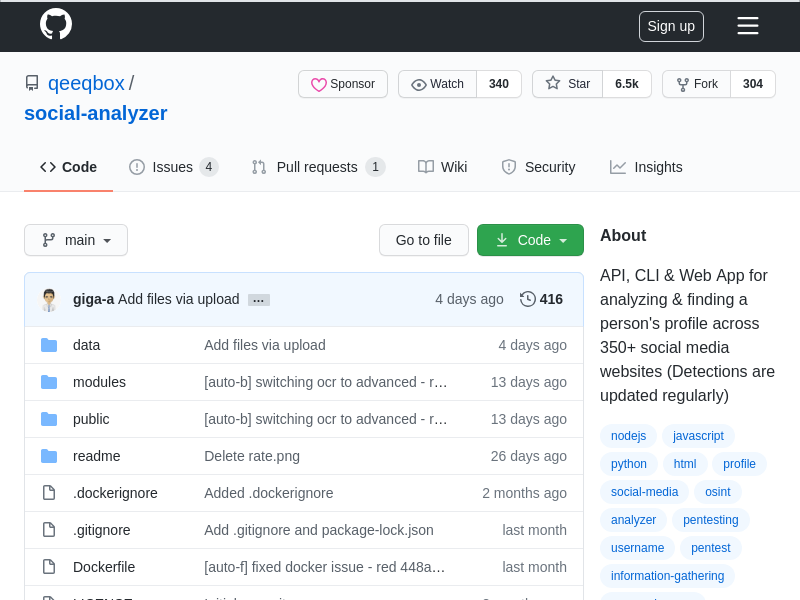 Sign up
qeeqbox / social-analyzer
Sponsor
Watch 340
Star 6.5k
Fork 304
Code
Issues 4
Pull requests 1
Wiki
Security
Insights
main
Go to file
Code
giga-a Add files via upload ... 4 days ago 416
data Add files via upload 4 days ago
modules [auto-b] switching ocr to advanced - r… 13 days ago
public [auto-b] switching ocr to advanced - r… 13 days ago
readme Delete rate.png 26 days ago
.dockerignore Added .dockerignore 2 months ago
.gitignore Add .gitignore and package-lock.json last month
Dockerfile [auto-f] fixed docker issue - red 448a… last month
About
API, CLI & Web App for
analyzing & finding a
person's profile across
350+ social media
websites (Detections are
updated regularly)
nodejs javascript
python html profile
social-media osint
analyzer pentesting
username pentest
information-gathering